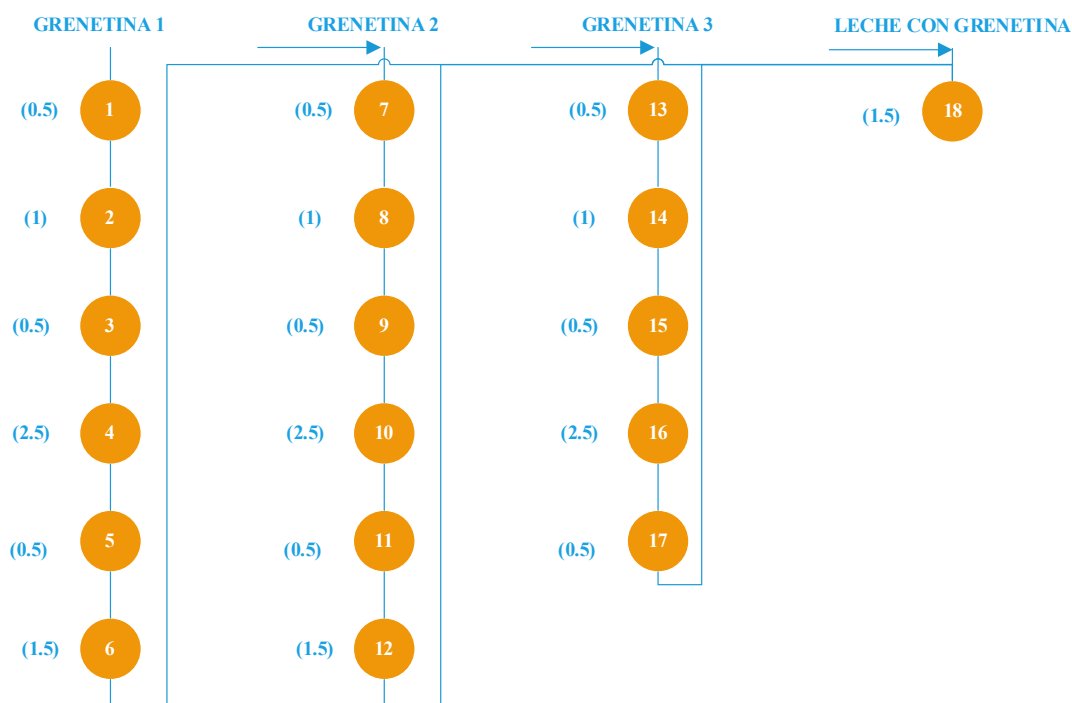 GRENETINA 1 GRENETINA 2 GRENETINA 3 LECHE CON GRENETINA
(0.5) 1 (0.5) 7 (0.5) 13 (1.5) 18
(1) 2 (1) 8 (1) 14
(0.5) 3 (0.5) 9 (0.5) 15
(2.5) 4 (2.5) 10 (2.5) 16
(0.5) 5 (0.5) 11 (0.5) 17
(1.5) 6 (1.5) 12